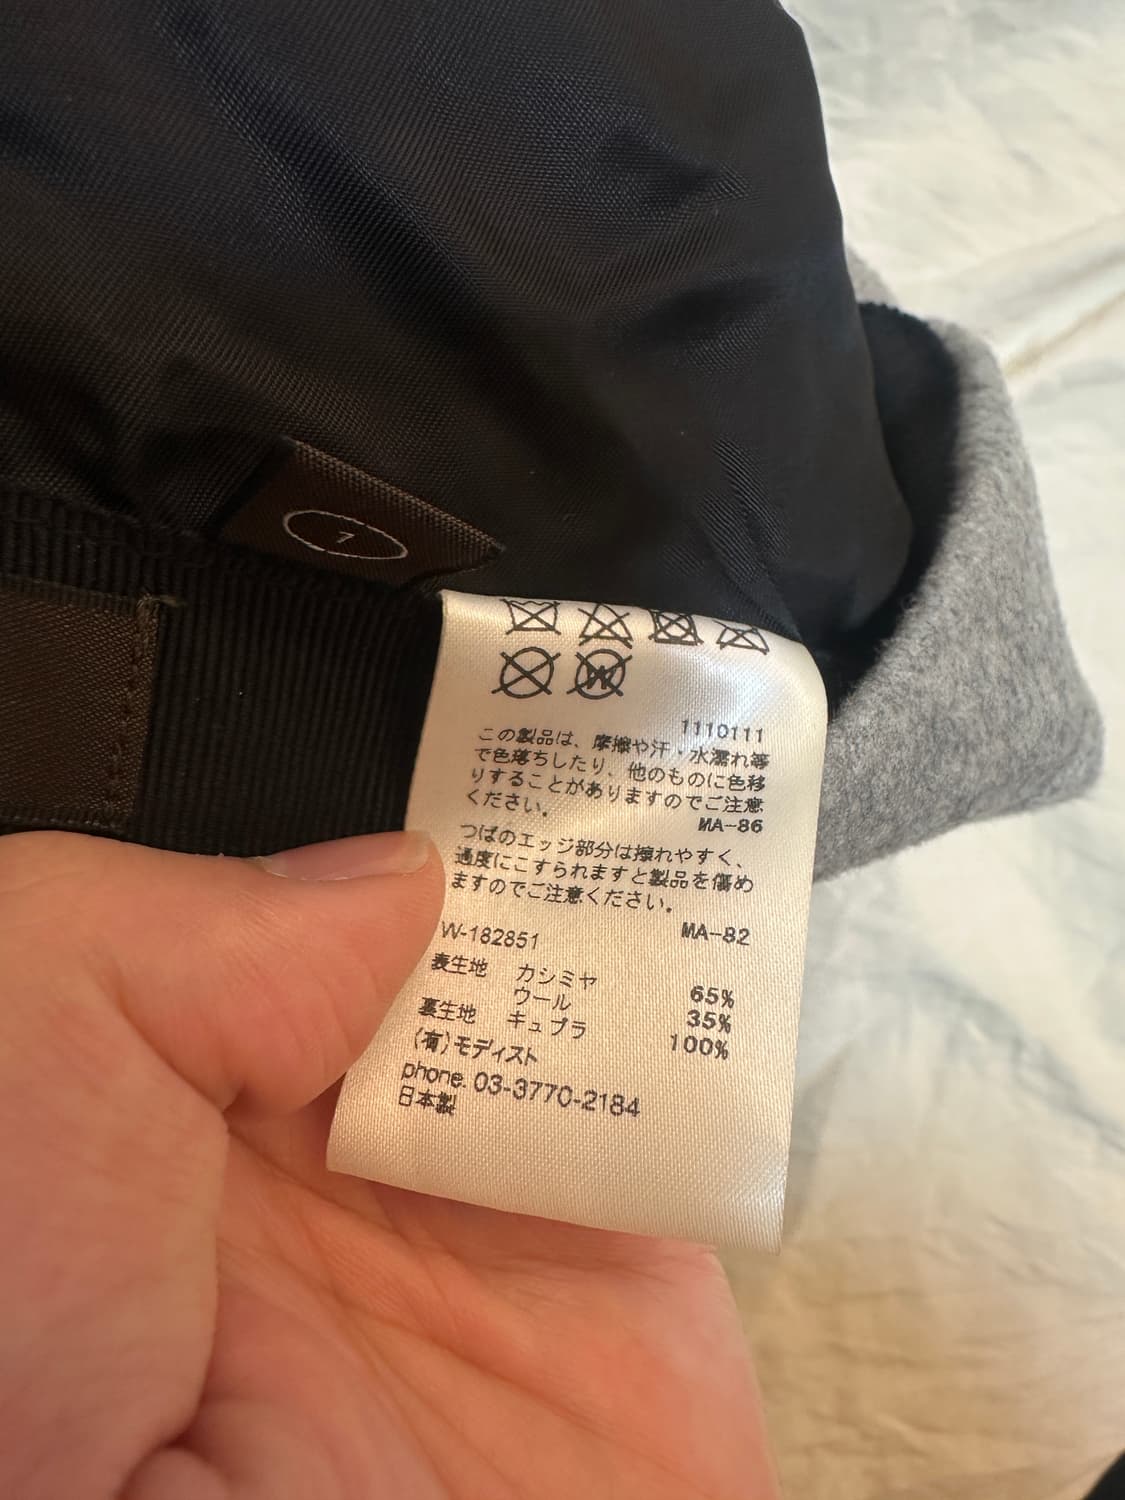 1
W
1110111
この製品は、摩擦や汗・水濡れ等
で色落ちしたり、他のものに色移
りすることがありますのでご注意
ください。
MA-86
つばのエッジ部分は擦れやすく、
過度にこすられますと製品を傷め
ますのでご注意ください。
MA-82
W-182851
表生地 カシミヤ 65%
ウール 35%
裏生地 キュプラ 100%
(有)モディスト
phone. 03-3770-2184
日本製